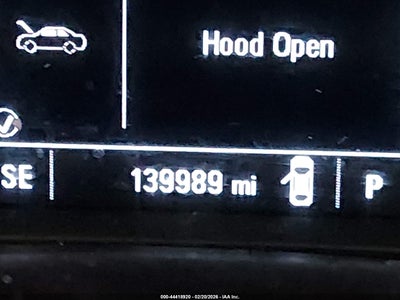 Hood Open
SE
139989 mi
P
000-44418920 - 02/20/2026 - IAA Inc.